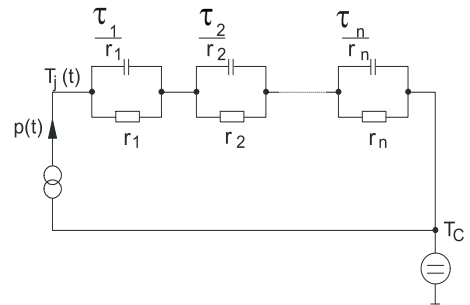 τ1 τ2 τn
r1 r2 rn
Tj (t)
p(t)
r1 r2 rn
TC